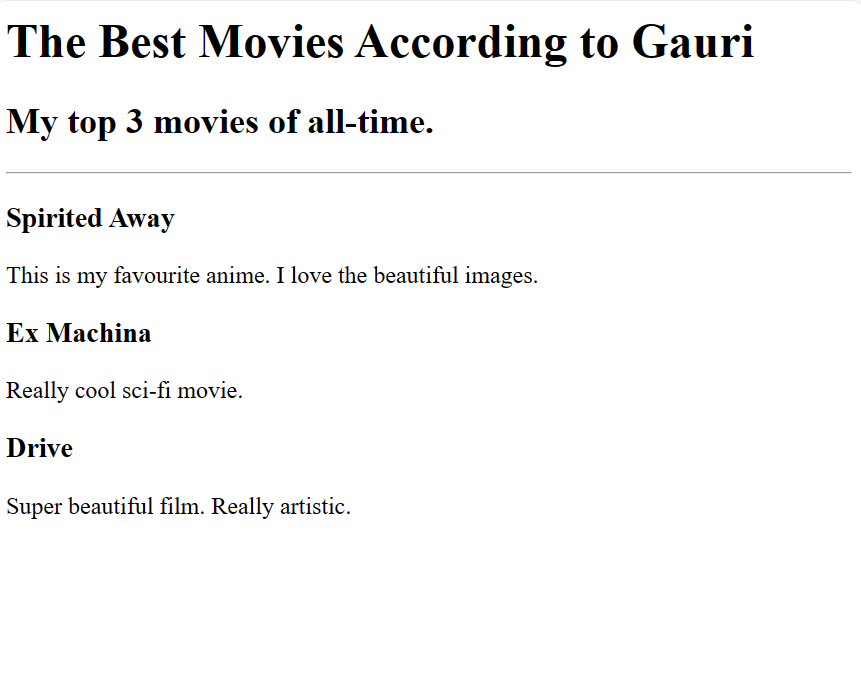 The Best Movies According to Gauri
My top 3 movies of all-time.
Spirited Away
This is my favourite anime. I love the beautiful images.
Ex Machina
Really cool sci-fi movie.
Drive
Super beautiful film. Really artistic.